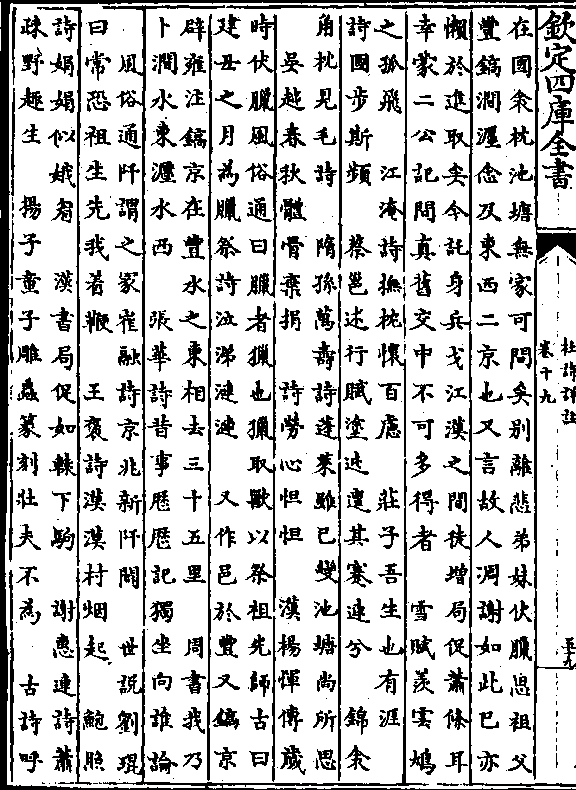 欽定四庫全書
杜詩詳註
卷十九
在國衾枕池塘無家可問矣別離悲弟妹伏臘思祖父
豐鎬澗瀍念及東西二京也又言故人凋謝如此已亦
懶於進取矣今託身兵戈江漢之間徒增局促蕭條耳
幸蒙二公記問真舊交中不可多得者　雪賦羨雲鴆
之孤飛　江淹詩撫枕懷百慮　莊子吾生也有涯
詩國步斯頻　蔡邕述行賦塗迍邅其蹇連兮　錦衾
角枕見毛詩　隋孫萬壽詩蓬萊雖已變池塘尚所思
吳越春秋體骨棄捐　詩勞心怛怛　漢楊惲傳歲
時伏臘風俗通曰臘者獵也獵取獸以祭祖先師古曰
建丑之月為臘祭詩泣涕漣漣　又作邑於豐又鎬京
辟雍注鎬京在豐水之東相去三十五里　周書我乃
卜澗水東瀍水西　張華詩昔事歷歷記獨坐向誰論
風俗通阡謂之冢崔融詩京兆新阡闢　世說劉琨
曰常恐祖生先我着鞭　王褒詩漠漠村烟起　鮑照
詩娟娟似娥眉　漢書局促如轅下駒　謝惠連詩蕭
疎野趣生　揚子童子雕蟲篆刻壯夫不為　古詩呼